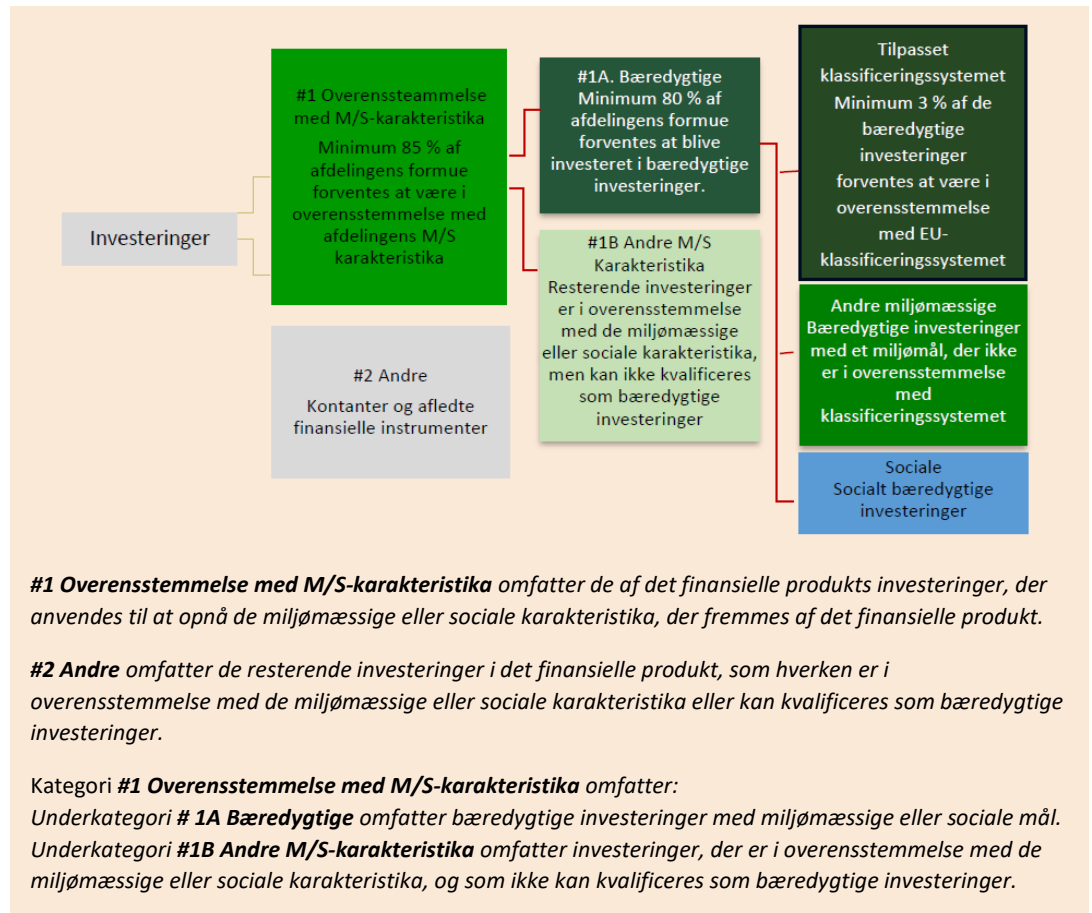 Investeringer
#1 Overenssteammelse
med M/S-karakteristika
Minimum 85 % af
afdelingens formue
forventes at være i
overensstemmelse med
afdelingens M/S
karakteristika
#2 Andre
Kontanter og afledte
finansielle instrumenter
#1A. Bæredygtige
Minimum 80 % af
afdelingens formue
forventes at blive
investeret i bæredygtige
investeringer.
#1B Andre M/S
Karakteristika
Resterende investeringer
er i overensstemmelse
med de miljømæssige
eller sociale karakteristika,
men kan ikke kvalificeres
som bæredygtige
investeringer
Tilpasset
klassificeringssystemet
Minimum 3 % af de
bæredygtige
investeringer
forventes at være i
overensstemmelse
med EU-
klassificeringssystemet
Andre miljømæssige
Bæredygtige investeringer
med et miljømål, der ikke
er i overensstemmelse
med
klassificeringssystemet
Sociale
Socialt bæredygtige
investeringer
#1 Overensstemmelse med M/S-karakteristika omfatter de af det finansielle produkts investeringer, der
anvendes til at opnå de miljømæssige eller sociale karakteristika, der fremmes af det finansielle produkt.
#2 Andre omfatter de resterende investeringer i det finansielle produkt, som hverken er i
overensstemmelse med de miljømæssige eller sociale karakteristika eller kan kvalificeres som bæredygtige
investeringer.
Kategori #1 Overensstemmelse med M/S-karakteristika omfatter:
Underkategori # 1A Bæredygtige omfatter bæredygtige investeringer med miljømæssige eller sociale mål.
Underkategori #1B Andre M/S-karakteristika omfatter investeringer, der er i overensstemmelse med de
miljømæssige eller sociale karakteristika, og som ikke kan kvalificeres som bæredygtige investeringer.